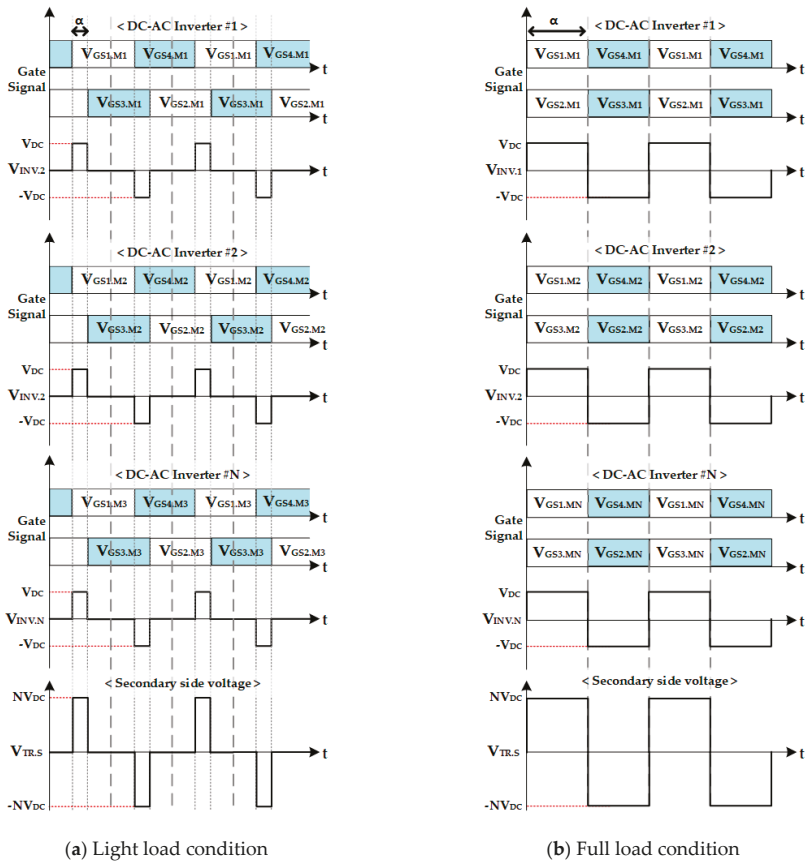 α
< DC-AC Inverter #1 >
VGS1.M1 VGS4.M1 VGS1.M1 VGS4.M1
t
Gate
Signal
VGS3.M1 VGS2.M1 VGS3.M1 VGS2.M1
t
VDC
VINV.2
t
-VDC
< DC-AC Inverter #2 >
VGS1.M2 VGS4.M2 VGS1.M2 VGS4.M2
t
Gate
Signal
VGS3.M2 VGS2.M2 VGS3.M2 VGS2.M2
t
VDC
VINV.2
t
-VDC
< DC-AC Inverter #N >
VGS1.M3 VGS4.M3 VGS1.M3 VGS4.M3
t
Gate
Signal
VGS3.M3 VGS2.M3 VGS3.M3 VGS2.M3
t
VDC
VINV.N
t
-VDC
< Secondary side voltage >
NVDC
VTR.S
t
-NVDC
(a) Light load condition
α
< DC-AC Inverter #1 >
VGS1.M1 VGS4.M1 VGS1.M1 VGS4.M1
t
Gate
Signal
VGS2.M1 VGS3.M1 VGS2.M1 VGS3.M1
t
VDC
VINV.1
t
-VDC
< DC-AC Inverter #2 >
VGS1.M2 VGS4.M2 VGS1.M2 VGS4.M2
t
Gate
Signal
VGS3.M2 VGS2.M2 VGS3.M2 VGS2.M2
t
VDC
VINV.2
t
-VDC
< DC-AC Inverter #N >
VGS1.MN VGS4.MN VGS1.MN VGS4.MN
t
Gate
Signal
VGS3.MN VGS2.MN VGS3.MN VGS2.MN
t
VDC
VINV.N
t
-VDC
< Secondary side voltage >
NVDC
VTR.S
t
-NVDC
(b) Full load condition